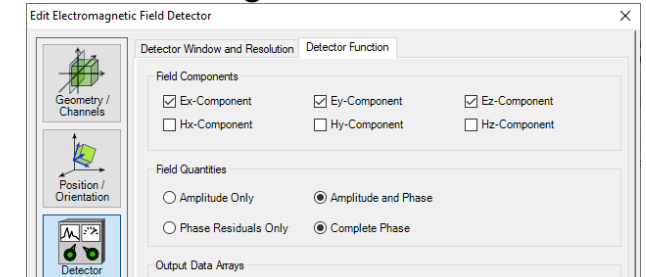 Edit Electromagnetic Field Detector
Detector Window and Resolution Detector Function
Field Components
Ex-Component Ey-Component Ez-Component
Hx-Component Hy-Component Hz-Component
Geometry /
Channels
Field Quantities
Amplitude Only Amplitude and Phase
Position /
Orientation
Phase Residuals Only Complete Phase
Output Data Arrays
Detector